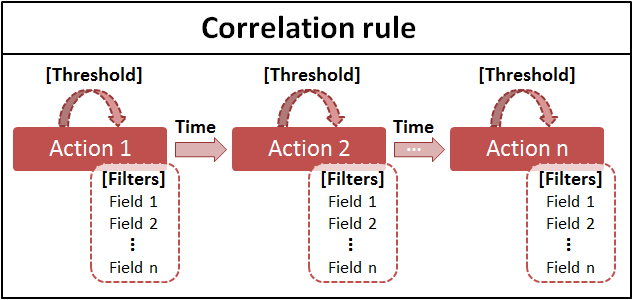 Correlation rule
[Threshold] [Threshold] [Threshold]
Time Time
Action 1 Action 2 ... Action n
[Filters] [Filters] [Filters]
Field 1 Field 1 Field 1
Field 2 Field 2 Field 2
⋮ ⋮ ⋮
Field n Field n Field n